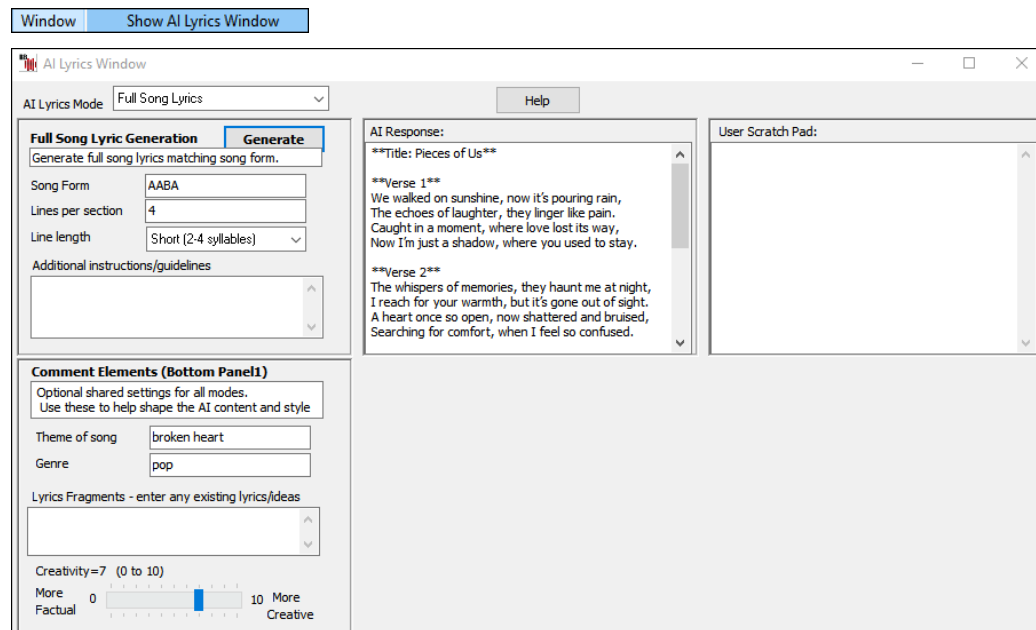 Window Show AI Lyrics Window
AI Lyrics Window
AI Lyrics Mode Full Song Lyrics Help
Full Song Lyric Generation Generate
Generate full song lyrics matching song form.
Song Form AABA
Lines per section 4
Line length Short (2-4 syllables)
Additional instructions/guidelines
AI Response:
**Title: Pieces of Us**
**Verse 1**
We walked on sunshine, now it's pouring rain,
The echoes of laughter, they linger like pain.
Caught in a moment, where love lost its way,
Now I'm just a shadow, where you used to stay.
**Verse 2**
The whispers of memories, they haunt me at night,
I reach for your warmth, but it's gone out of sight.
A heart once so open, now shattered and bruised,
Searching for comfort, when I feel so confused.
User Scratch Pad:
Comment Elements (Bottom Panel1)
Optional shared settings for all modes.
Use these to help shape the AI content and style
Theme of song broken heart
Genre pop
Lyrics Fragments - enter any existing lyrics/ideas
Creativity=7 (0 to 10)
More Factual 0 10 More Creative